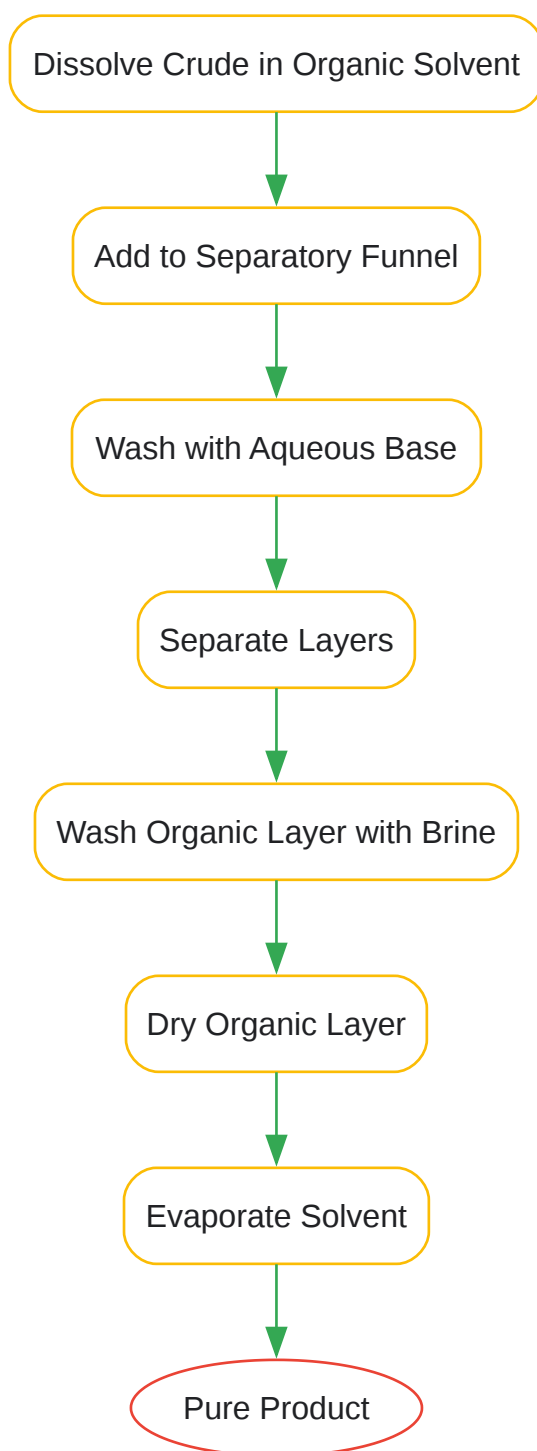 Dissolve Crude in Organic Solvent
Add to Separatory Funnel
Wash with Aqueous Base
Separate Layers
Wash Organic Layer with Brine
Dry Organic Layer
Evaporate Solvent
Pure Product